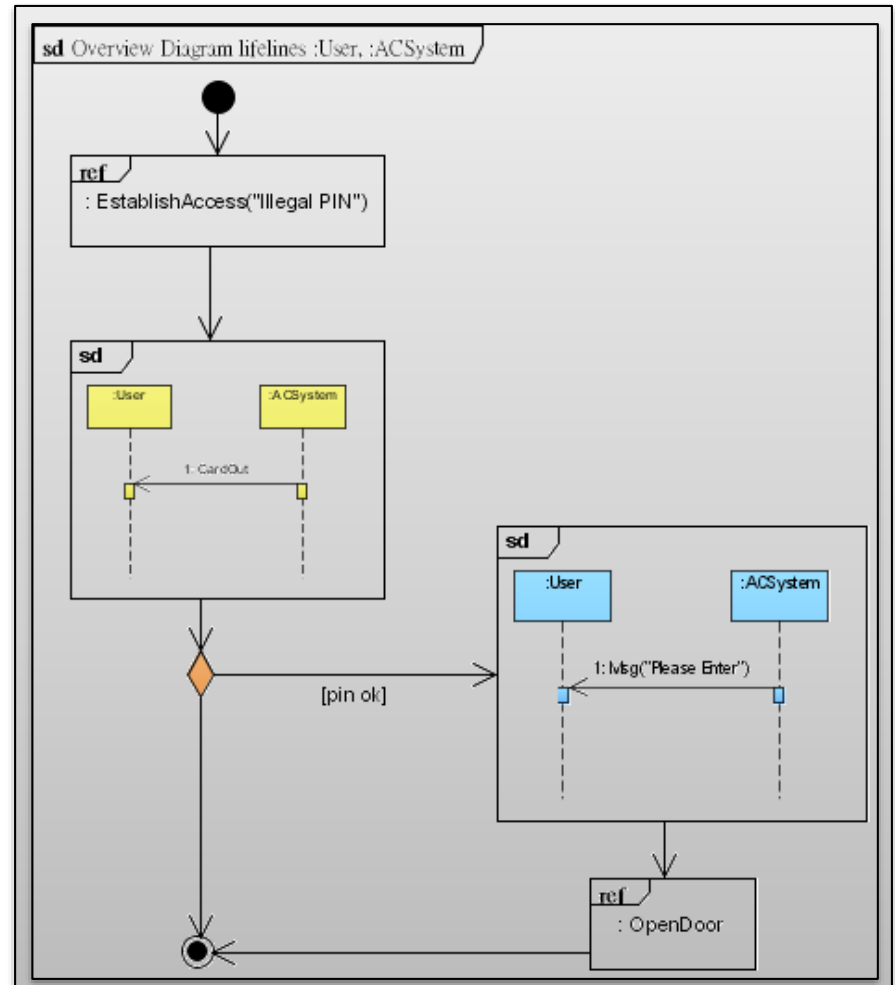 sd Overview Diagram lifelines :User, :ACSystem
ref
: EstablishAccess("Illegal PIN")
sd
:User :ACSystem
1: CardOut
sd
:User :ACSystem
1: Msg("Please Enter")
[pin ok]
ref
: OpenDoor